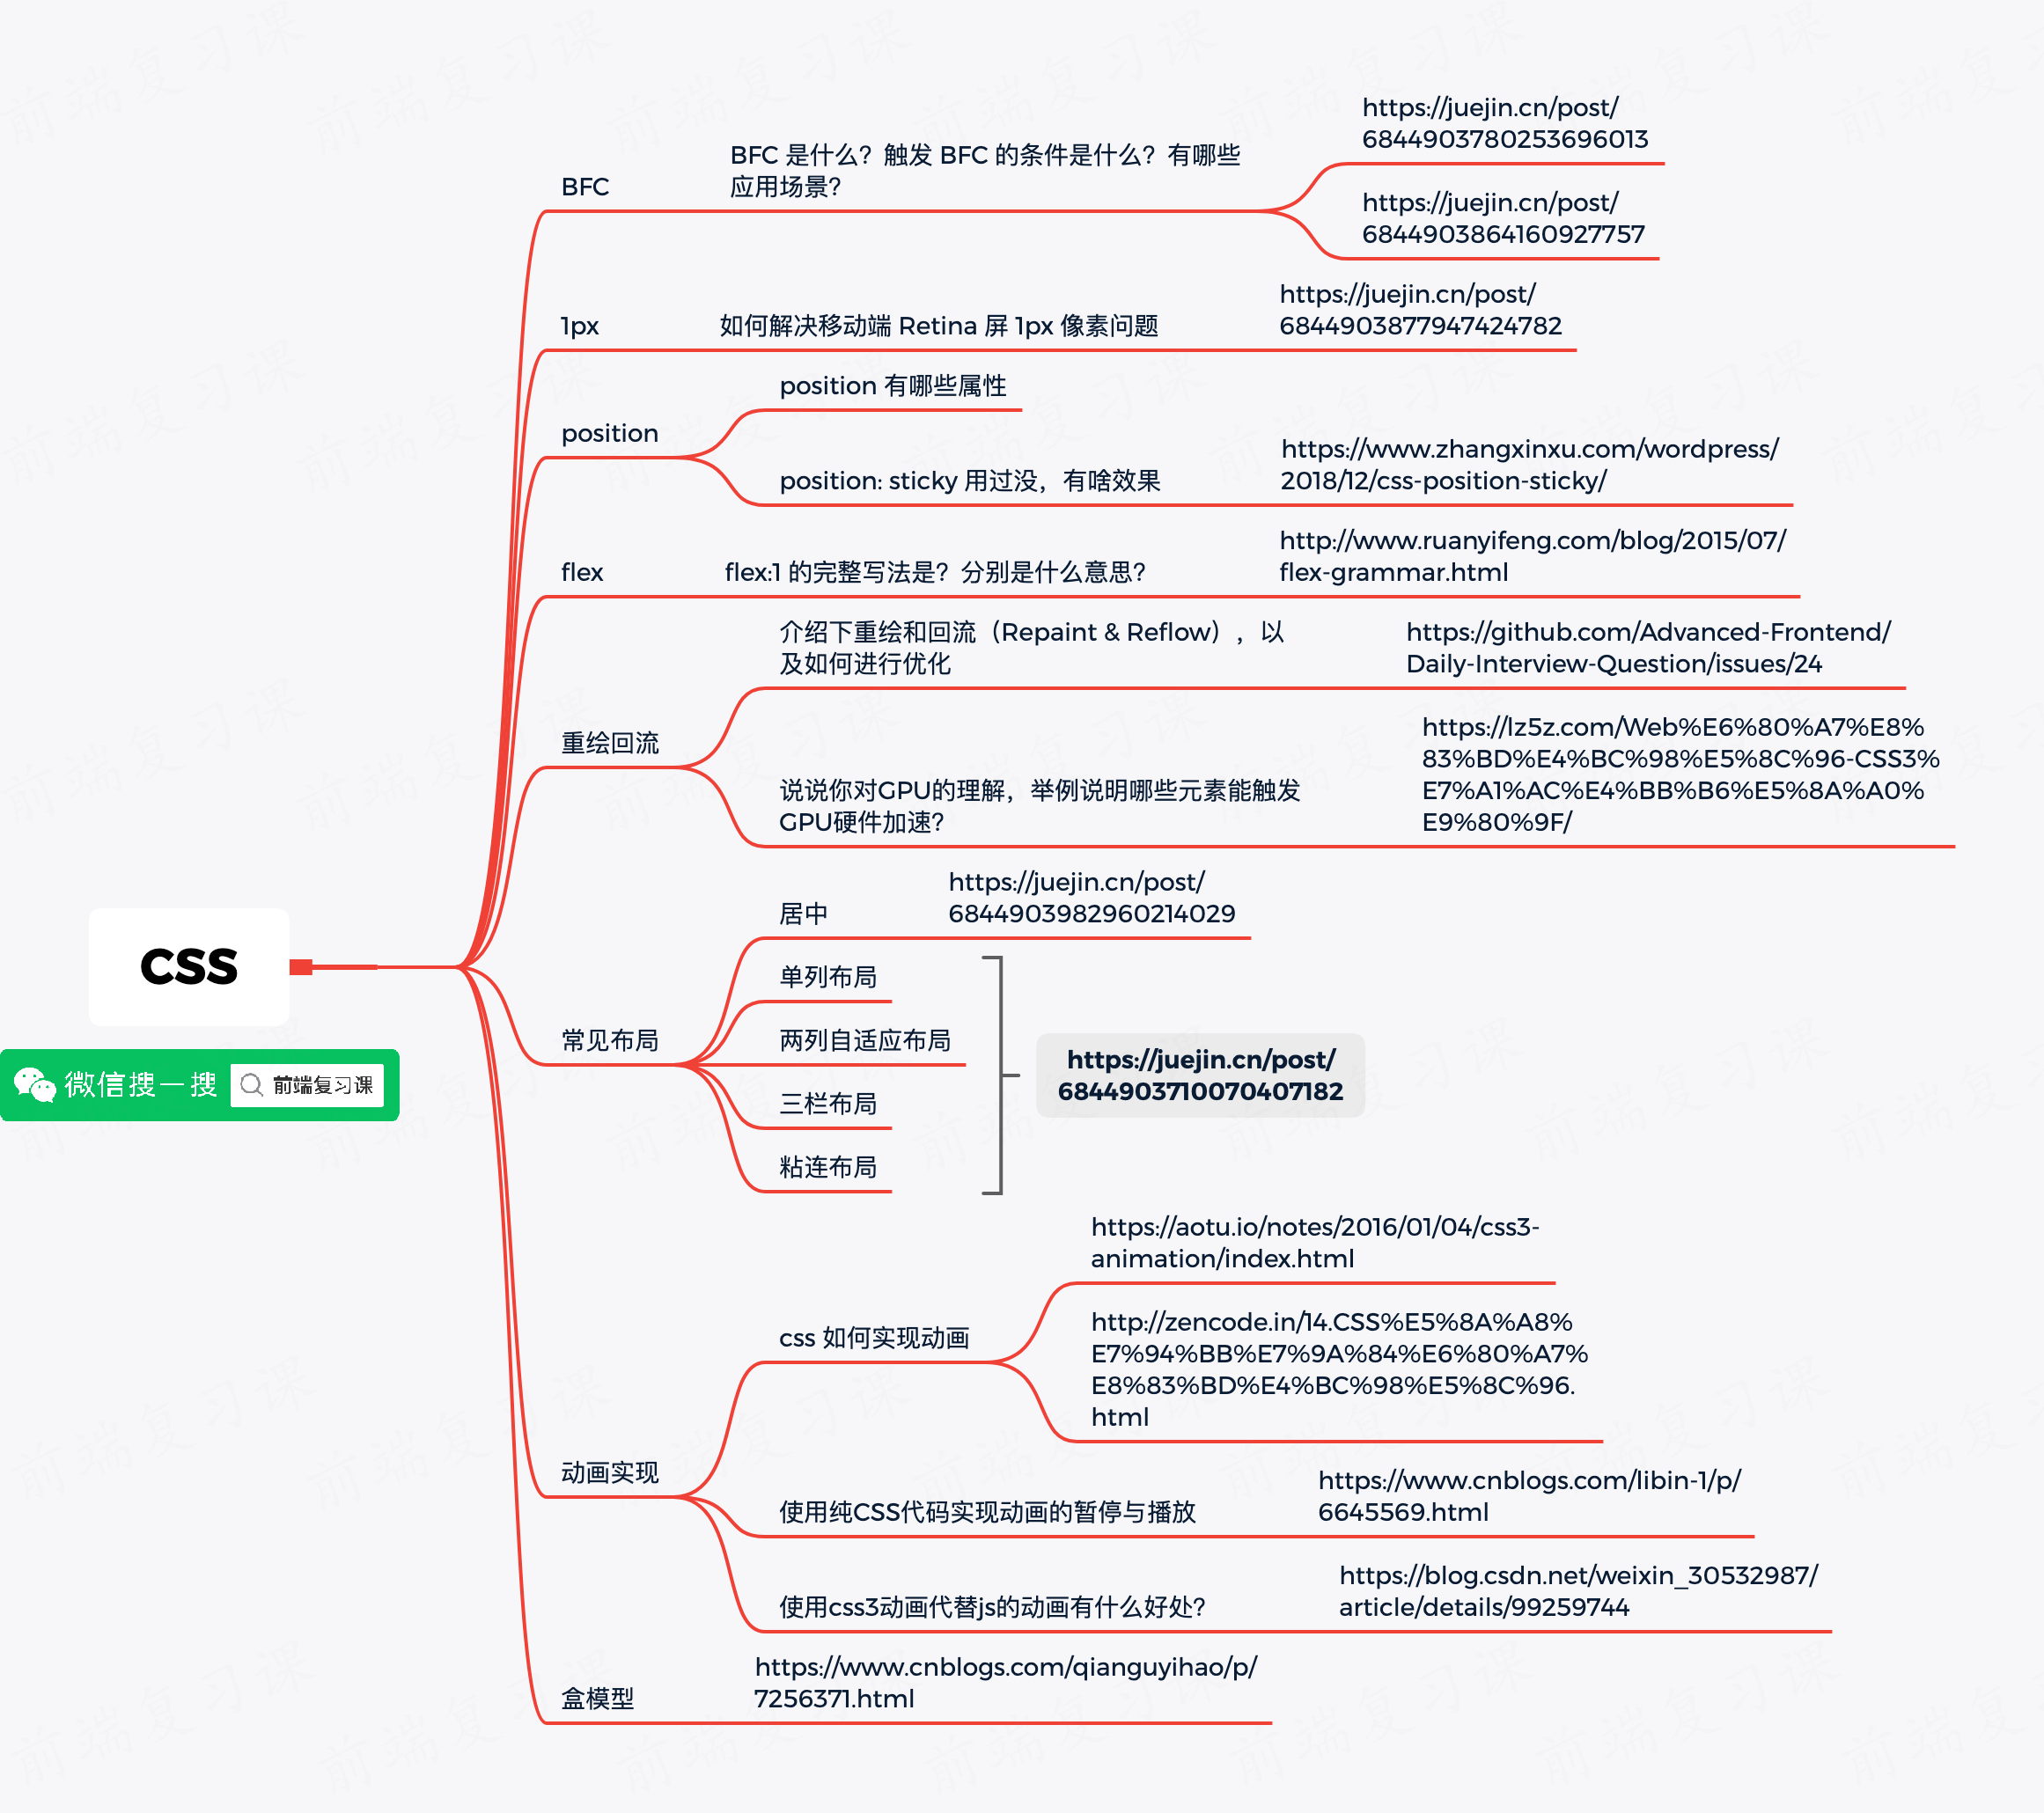 https://juejin.cn/post/
6844903780253696013
BFC 是什么？触发 BFC 的条件是什么？有哪些
应用场景？
BFC
https://juejin.cn/post/
6844903864160927757
https://juejin.cn/post/
6844903877947424782
1px
如何解决移动端 Retina 屏 1px 像素问题
position 有哪些属性
position
position: sticky 用过没，有啥效果
https://www.zhangxinxu.com/wordpress/
2018/12/css-position-sticky/
flex
flex:1 的完整写法是？分别是什么意思？
http://www.ruanyifeng.com/blog/2015/07/
flex-grammar.html
介绍下重绘和回流（Repaint & Reflow），以
及如何进行优化
https://github.com/Advanced-Frontend/
Daily-Interview-Question/issues/24
重绘回流
说说你对GPU的理解，举例说明哪些元素能触发
GPU硬件加速？
https://lz5z.com/Web%E6%80%A7%E8%
83%BD%E4%BC%98%E5%8C%96-CSS3%
E7%A1%AC%E4%BB%B6%E5%8A%A0%
E9%80%9F/
居中
https://juejin.cn/post/
6844903982960214029
CSS
单列布局
常见布局
两列自适应布局
三栏布局
粘连布局
https://juejin.cn/post/
6844903710070407182
微信搜一搜
前端复习课
https://aotu.io/notes/2016/01/04/css3-
animation/index.html
css 如何实现动画
http://zencode.in/14.CSS%E5%8A%A8%
E7%94%BB%E7%9A%84%E6%80%A7%
E8%83%BD%E4%BC%98%E5%8C%96.
html
动画实现
使用纯CSS代码实现动画的暂停与播放
https://www.cnblogs.com/libin-1/p/
6645569.html
使用css3动画代替js的动画有什么好处？
https://blog.csdn.net/weixin_30532987/
article/details/99259744
盒模型
https://www.cnblogs.com/qianguyihao/p/
7256371.html